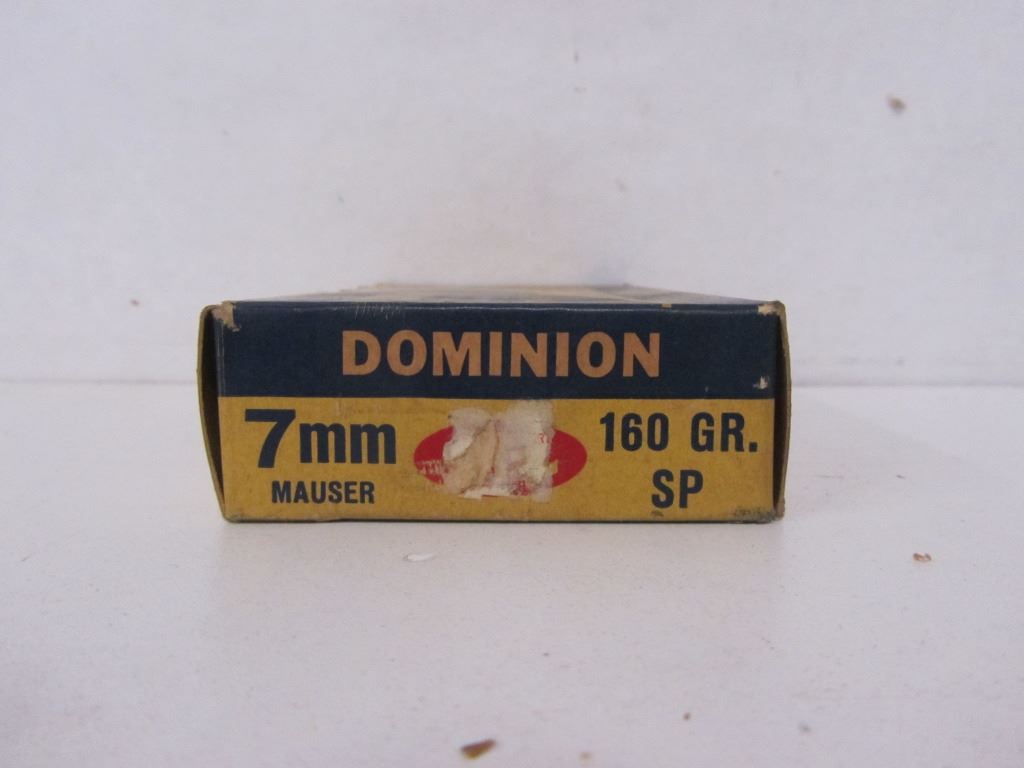 DOMINION
7mm
MAUSER
160 GR.
SP